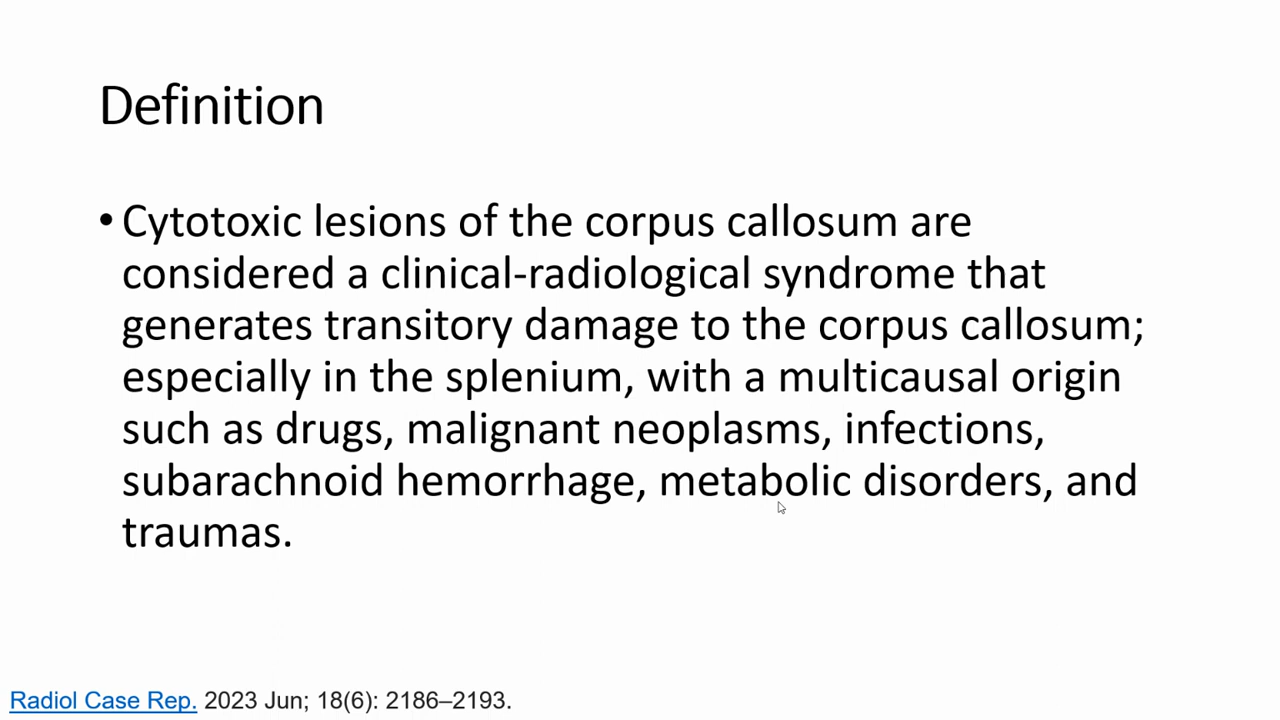 Definition
• Cytotoxic lesions of the corpus callosum are
considered a clinical-radiological syndrome that
generates transitory damage to the corpus callosum;
especially in the splenium, with a multicausal origin
such as drugs, malignant neoplasms, infections,
subarachnoid hemorrhage, metabolic disorders, and
traumas.
Radiol Case Rep. 2023 Jun; 18(6): 2186–2193.